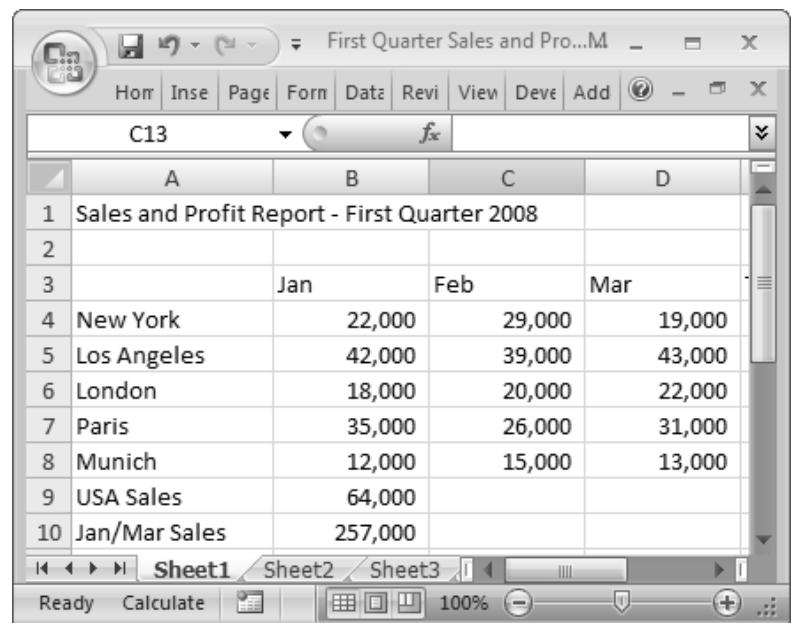 First Quarter Sales and Pro...M
Hom Inse Page Form Data Revi View Deve Add
C13 fx
A B C D
1 Sales and Profit Report - First Quarter 2008
2
3 Jan Feb Mar
4 New York 22,000 29,000 19,000
5 Los Angeles 42,000 39,000 43,000
6 London 18,000 20,000 22,000
7 Paris 35,000 26,000 31,000
8 Munich 12,000 15,000 13,000
9 USA Sales 64,000
10 Jan/Mar Sales 257,000
Sheet1 Sheet2 Sheet3
Ready Calculate 100%